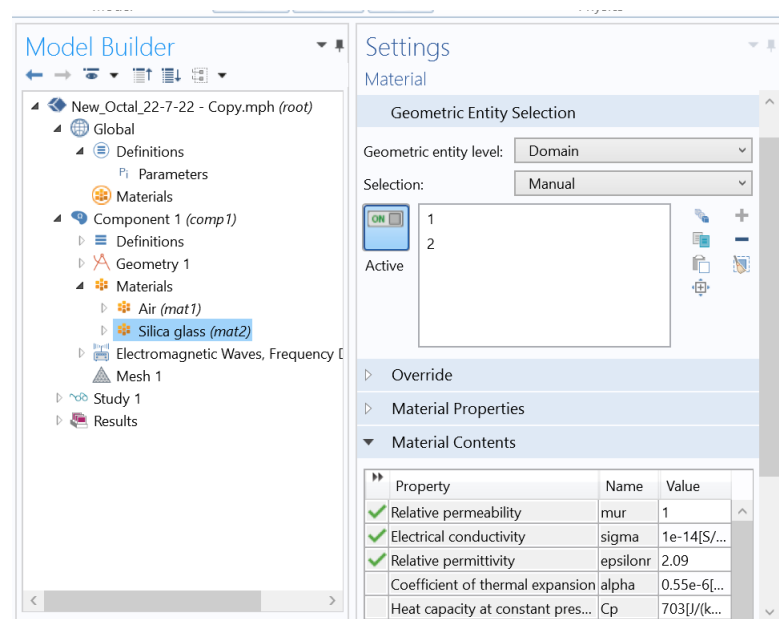 Model Builder
New_Octal_22-7-22 - Copy.mph (root)
Global
Definitions
Pi Parameters
Materials
Component 1 (comp1)
Definitions
Geometry 1
Materials
Air (mat1)
Silica glass (mat2)
Electromagnetic Waves, Frequency D
Mesh 1
Study 1
Results
Settings
Material
Geometric Entity Selection
Geometric entity level: Domain
Selection: Manual
ON
Active
1
2
Override
Material Properties
Material Contents
Property Name Value
Relative permeability mur 1
Electrical conductivity sigma 1e-14[S/...
Relative permittivity epsilonr 2.09
Coefficient of thermal expansion alpha 0.55e-6[...
Heat capacity at constant pres... Cp 703[J/(k...